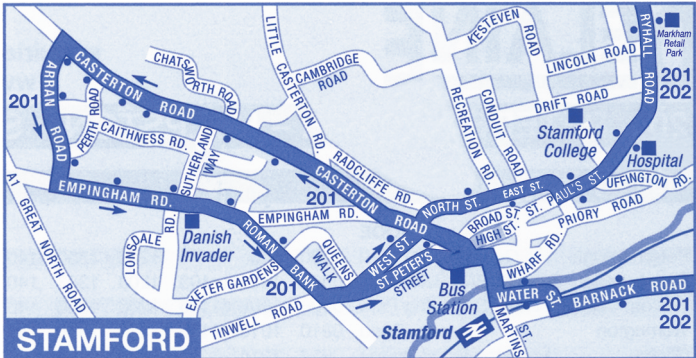 KESTEVEN
ROAD
RYHALL
ROAD
Markham
Retail
Park
LINCOLN ROAD
201
202
DRIFT ROAD
LITTLE CASTERTON RD.
CAMBRIDGE
ROAD
CHATSWORTH ROAD
CASTERTON ROAD
ARRAN
ROAD
201
PERTH ROAD
CAITHNESS RD.
SUTHERLAND
WAY
RECREATION RD.
CONDUIT
ROAD
Stamford
College
Hospital
RADCLIFFE RD.
CASTERTON
ROAD
201
NORTH ST.
EAST ST.
BROAD ST.
ST. PAUL'S ST.
HIGH ST.
UFFINGTON RD.
PRIORY ROAD
EMPINGHAM RD.
EMPINGHAM RD.
A1 GREAT NORTH ROAD
LONSDALE
RD.
Danish
Invader
ROMAN
BANK
QUEENS
WALK
WEST ST.
ST. PETER'S
STREET
WHARF RD.
EXETER GARDENS
201
TINWELL ROAD
Bus
Station
WATER ST.
BARNACK ROAD
201
202
Stamford
ST
MARTINS
STAMFORD